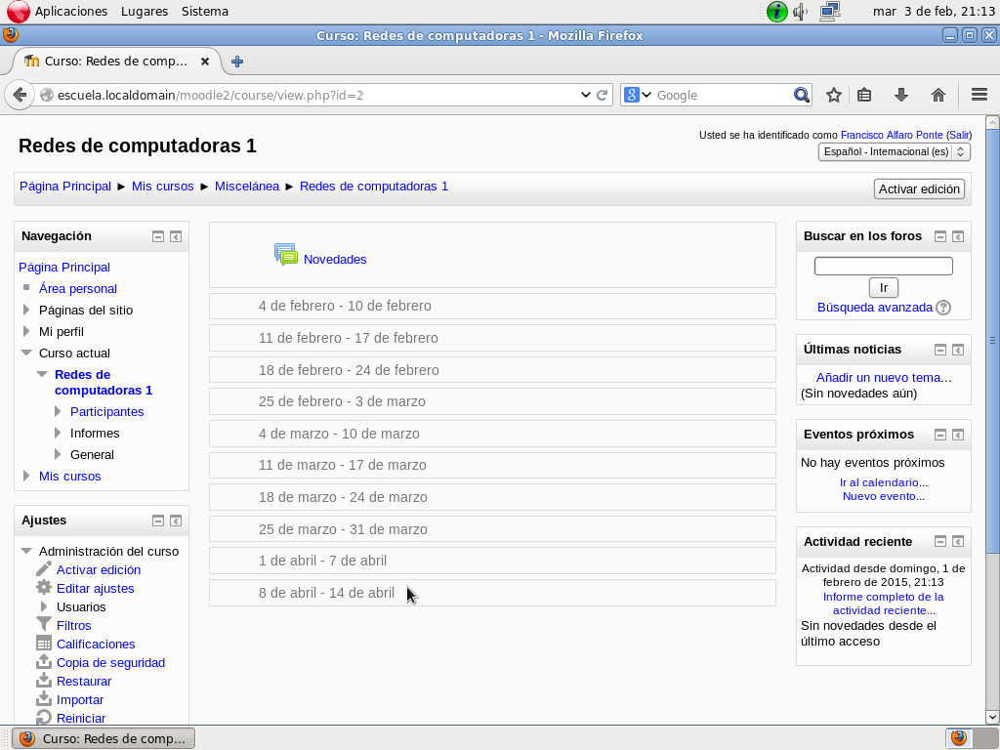 Aplicaciones Lugares Sistema mar 3 de feb, 21:13
Curso: Redes de computadoras 1 - Mozilla Firefox
Curso: Redes de comp...
escuela.localdomain/moodle2/course/view.php?id=2
Google
Redes de computadoras 1
Usted se ha identificado como Francisco Alfaro Ponte (Salir)
Español - Internacional (es)
Página Principal ► Mis cursos ► Miscelánea ► Redes de computadoras 1
Activar edición
Navegación
Página Principal
Área personal
Páginas del sitio
Mi perfil
Curso actual
Redes de
computadoras 1
Participantes
Informes
General
Mis cursos
Ajustes
Administración del curso
Activar edición
Editar ajustes
Usuarios
Filtros
Calificaciones
Copia de seguridad
Restaurar
Importar
Reiniciar
Novedades
4 de febrero - 10 de febrero
11 de febrero - 17 de febrero
18 de febrero - 24 de febrero
25 de febrero - 3 de marzo
4 de marzo - 10 de marzo
11 de marzo - 17 de marzo
18 de marzo - 24 de marzo
25 de marzo - 31 de marzo
1 de abril - 7 de abril
8 de abril - 14 de abril
Buscar en los foros
Ir
Búsqueda avanzada
Últimas noticias
Añadir un nuevo tema...
(Sin novedades aún)
Eventos próximos
No hay eventos próximos
Ir al calendario...
Nuevo evento...
Actividad reciente
Actividad desde domingo, 1 de
febrero de 2015, 21:13
Informe completo de la
actividad reciente...
Sin novedades desde el
último acceso
Curso: Redes de comp...